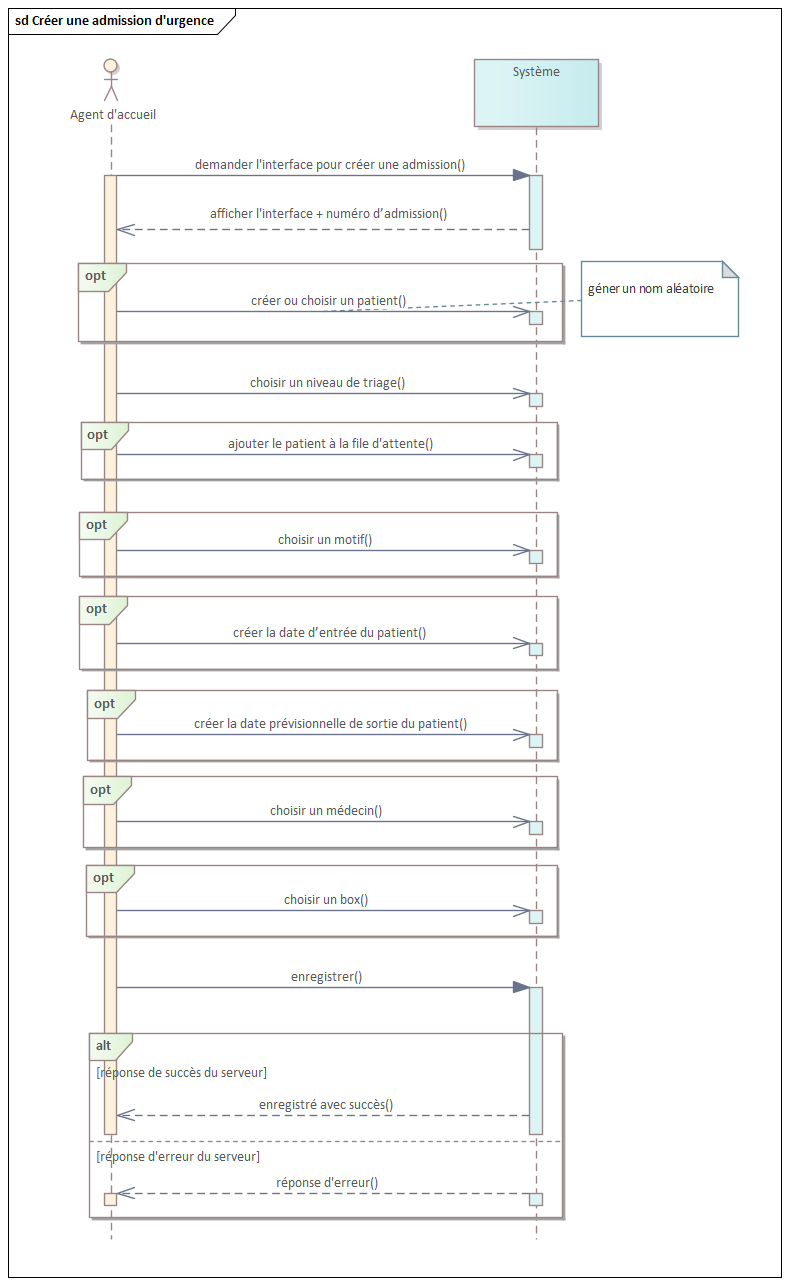 sd Créer une admission d'urgence
Agent d'accueil
Système
demander l'interface pour créer une admission()
afficher l'interface + numéro d’admission()
opt
géner un nom aléatoire
créer ou choisir un patient()
choisir un niveau de triage()
opt
ajouter le patient à la file d'attente()
opt
choisir un motif()
opt
créer la date d’entrée du patient()
opt
créer la date prévisionnelle de sortie du patient()
opt
choisir un médecin()
opt
choisir un box()
enregistrer()
alt
[réponse de succès du serveur]
enregistré avec succès()
[réponse d'erreur du serveur]
réponse d'erreur()